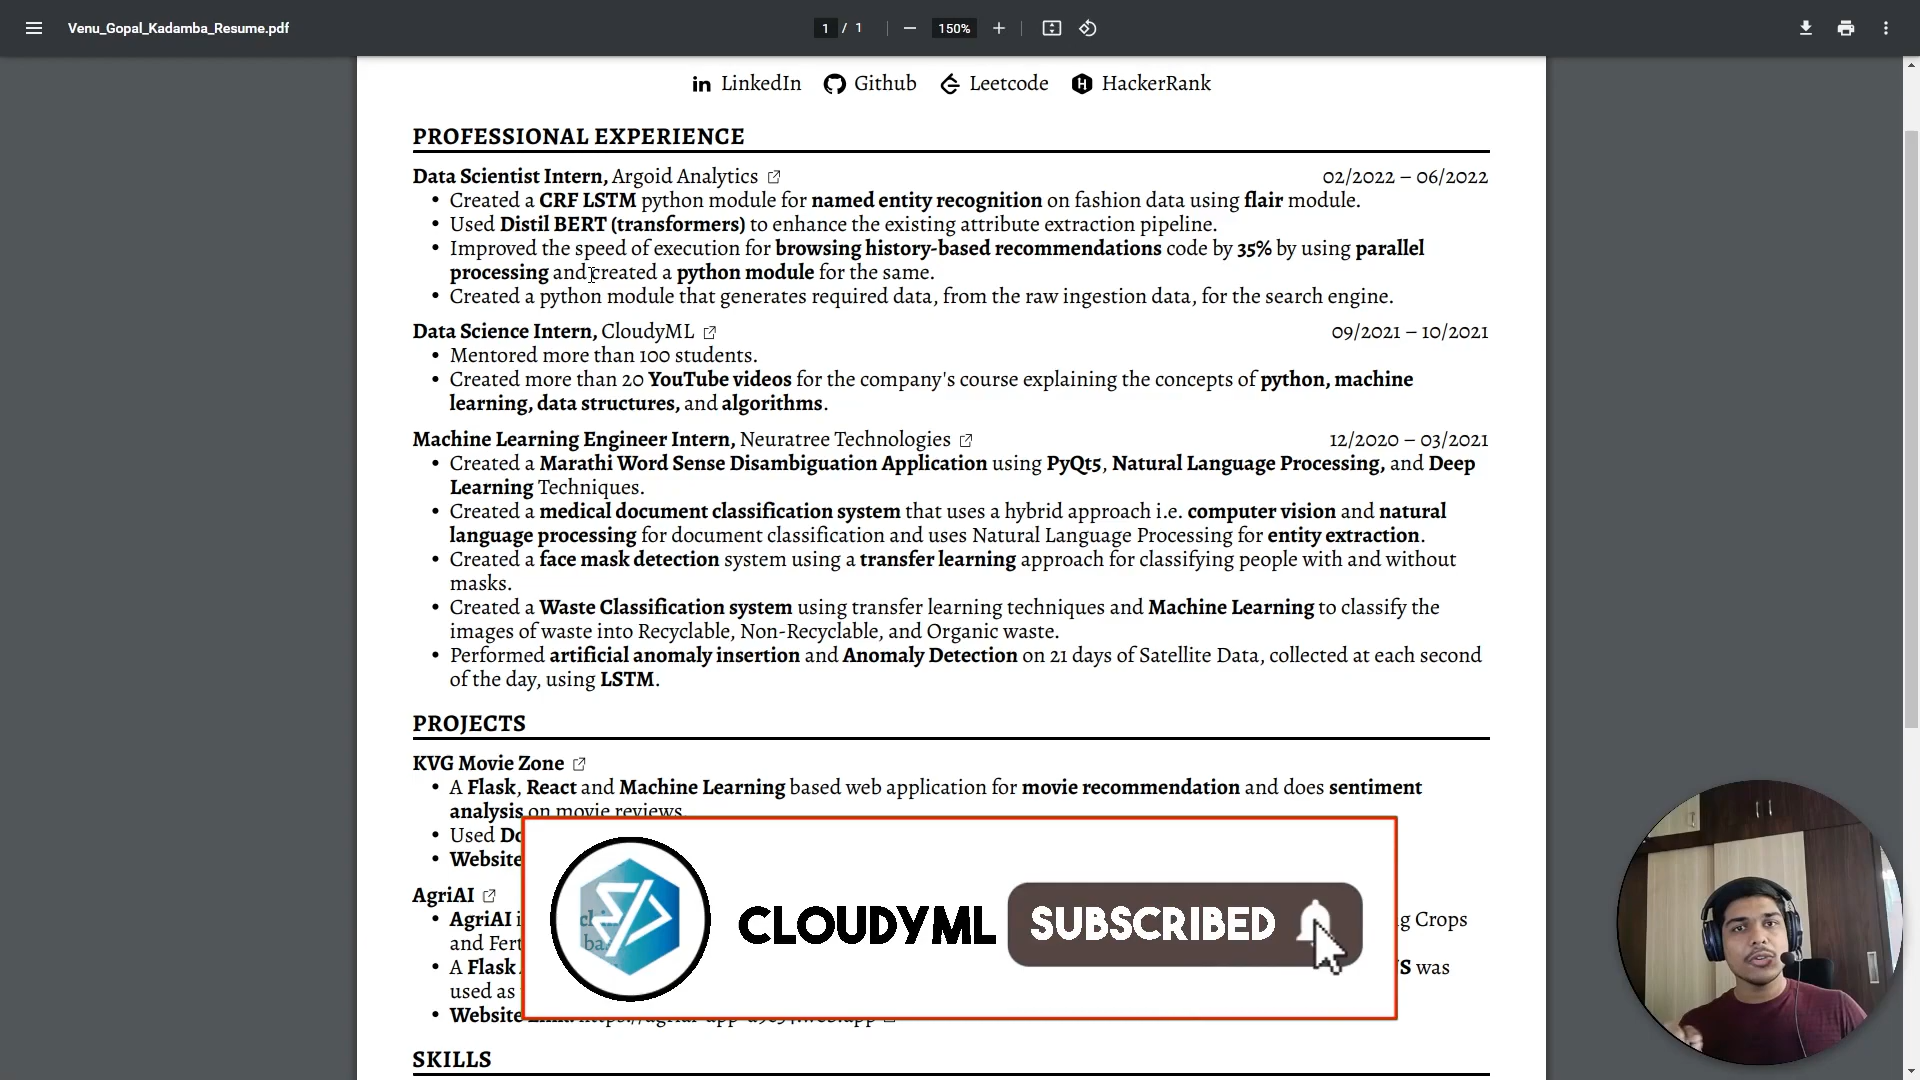 Venu_Gopal_Kadamba_Resume.pdf
1 / 1
150%
LinkedIn Github Leetcode HackerRank
PROFESSIONAL EXPERIENCE
Data Scientist Intern, Argoid Analytics 02/2022 – 06/2022
• Created a CRF LSTM python module for named entity recognition on fashion data using flair module.
• Used Distil BERT (transformers) to enhance the existing attribute extraction pipeline.
• Improved the speed of execution for browsing history-based recommendations code by 35% by using parallel
processing and created a python module for the same.
• Created a python module that generates required data, from the raw ingestion data, for the search engine.
Data Science Intern, CloudyML 09/2021 – 10/2021
• Mentored more than 100 students.
• Created more than 20 YouTube videos for the company's course explaining the concepts of python, machine
learning, data structures, and algorithms.
Machine Learning Engineer Intern, Neuratree Technologies 12/2020 – 03/2021
• Created a Marathi Word Sense Disambiguation Application using PyQt5, Natural Language Processing, and Deep
Learning Techniques.
• Created a medical document classification system that uses a hybrid approach i.e. computer vision and natural
language processing for document classification and uses Natural Language Processing for entity extraction.
• Created a face mask detection system using a transfer learning approach for classifying people with and without
masks.
• Created a Waste Classification system using transfer learning techniques and Machine Learning to classify the
images of waste into Recyclable, Non-Recyclable, and Organic waste.
• Performed artificial anomaly insertion and Anomaly Detection on 21 days of Satellite Data, collected at each second
of the day, using LSTM.
PROJECTS
KVG Movie Zone
• A Flask, React and Machine Learning based web application for movie recommendation and does sentiment
analysis on movie reviews.
• Used
• Website
AgriAI
• AgriAI Crops
and
• A Flask was
used as
• Website
CLOUDYML SUBSCRIBED
SKILLS